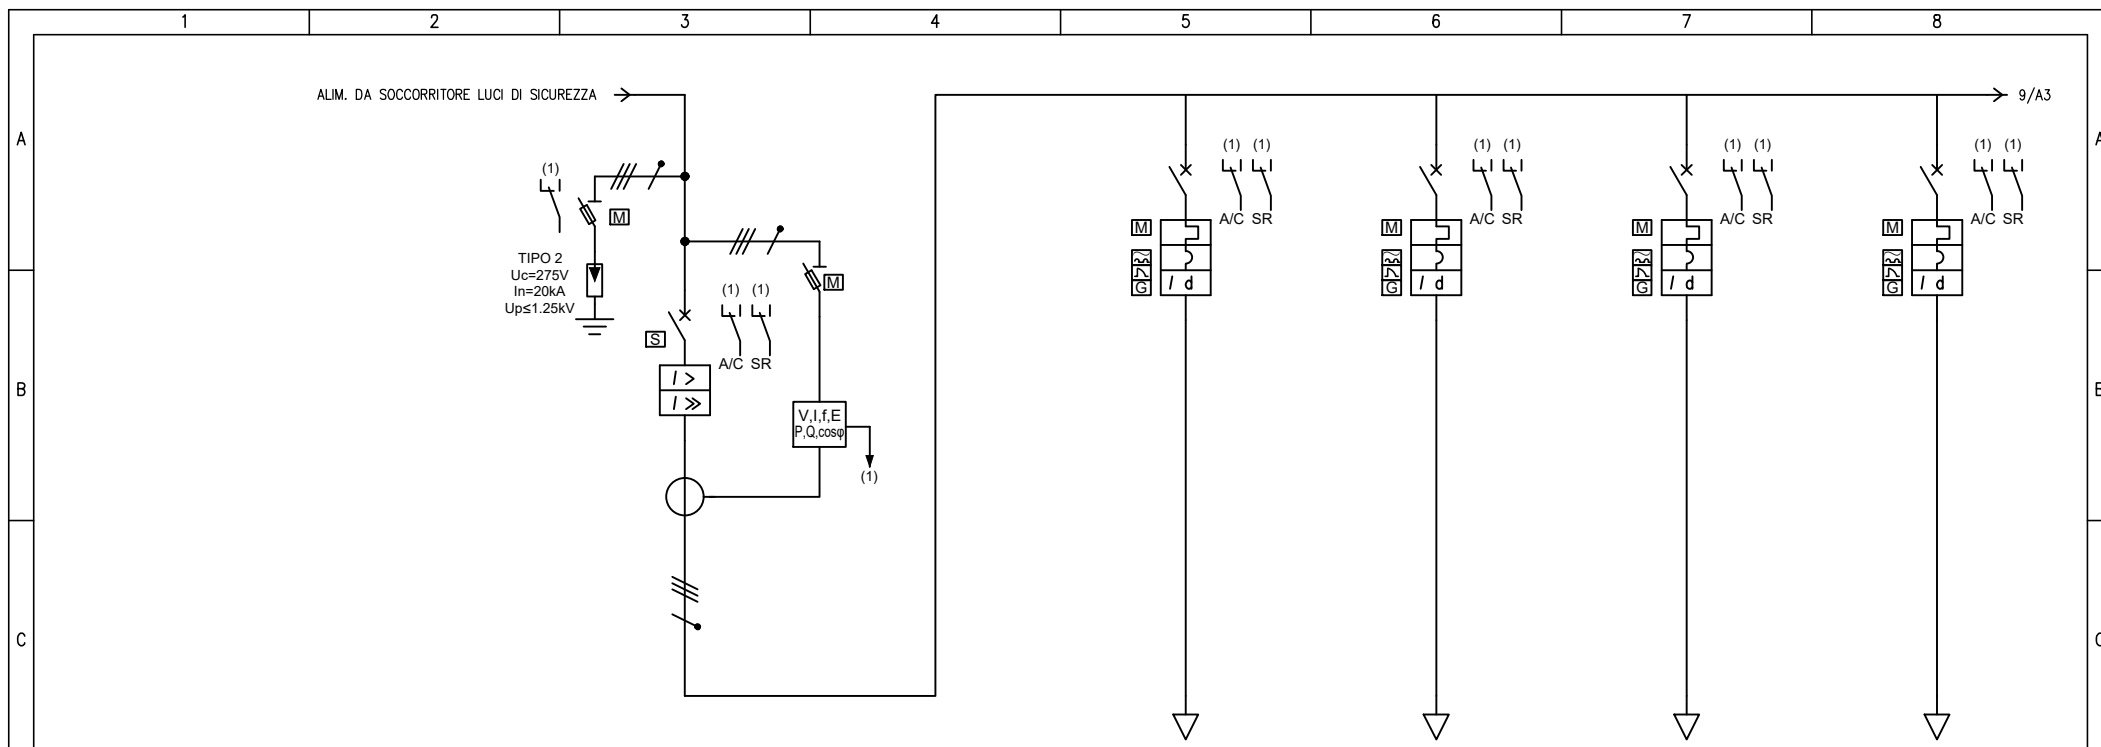 1 2 3 4 5 6 7 8
ALIM. DA SOCCORRITORE LUCI DI SICUREZZA
9/A3
A
A
(1)
M
(1) (1)
A/C SR
M
G
I d
(1) (1)
A/C SR
M
G
I d
(1) (1)
A/C SR
M
G
I d
(1) (1)
A/C SR
M
G
I d
TIPO 2
Uc=275V
In=20kA
Up≤1.25kV
M
(1) (1)
A/C SR
S
I >
I ≫
B
V,I,f,E
P,Q,cosφ
(1)
C